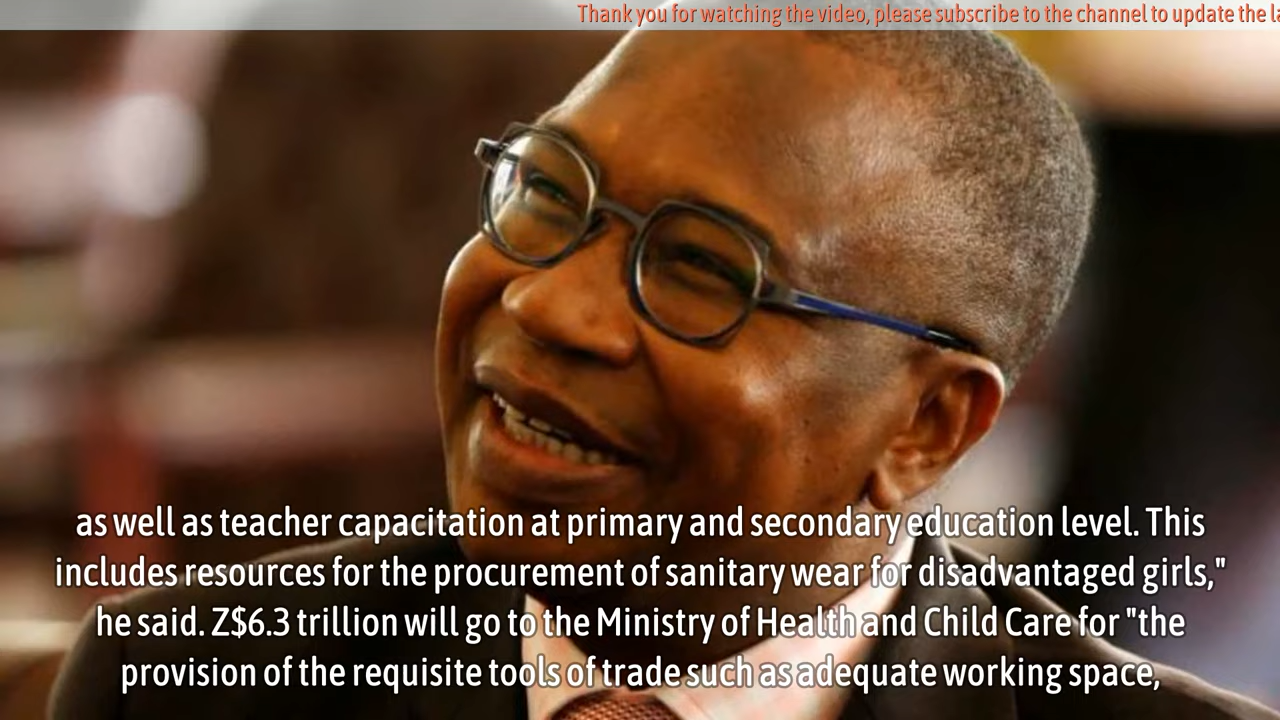 Thank you for watching the video, please subscribe to the channel to update the
as well as teacher capacitation at primary and secondary education level. This
includes resources for the procurement of sanitary wear for disadvantaged girls,"
he said. Z$6.3 trillion will go to the Ministry of Health and Child Care for "the
provision of the requisite tools of trade such as adequate working space,